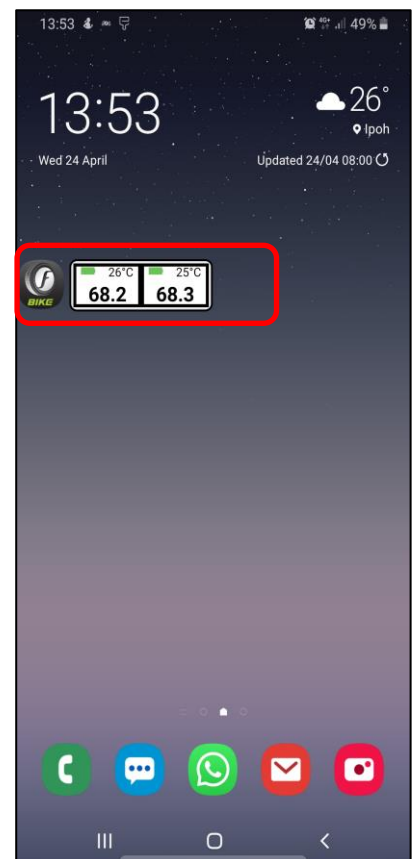 13:53 4G+ 49%
13:53
26°
Ipoh
Wed 24 April
Updated 24/04 08:00
26°C 25°C
68.2 68.3
BIKE